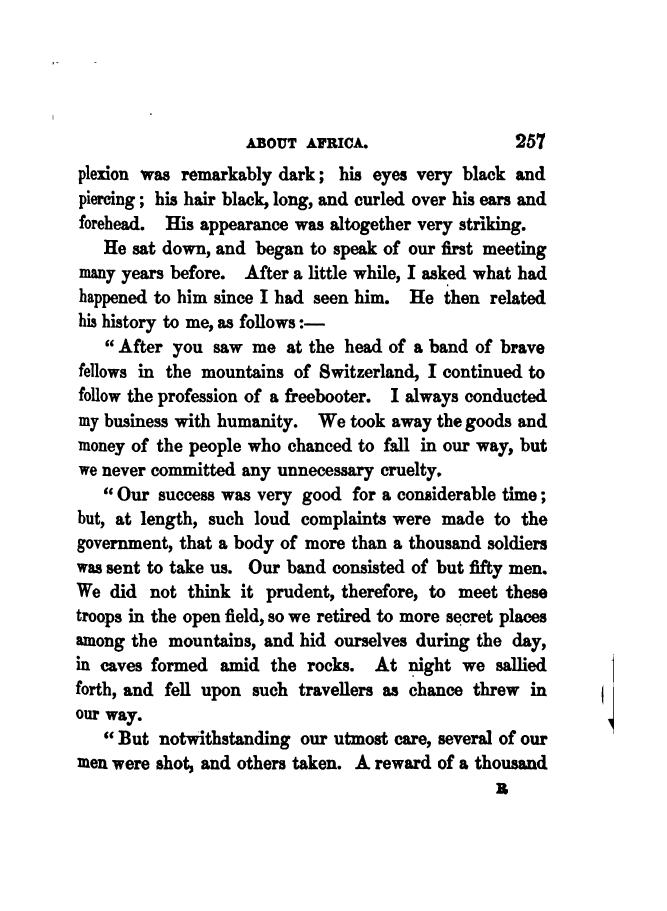 ABOUT AFRICA. 257
plexion was remarkably dark; his eyes very black and
piercing; his hair black, long, and curled over his ears and
forehead. His appearance was altogether very striking.
He sat down, and began to speak of our first meeting
many years before. After a little while, I asked what had
happened to him since I had seen him. He then related
his history to me, as follows:—
"After you saw me at the head of a band of brave
fellows in the mountains of Switzerland, I continued to
follow the profession of a freebooter. I always conducted
my business with humanity. We took away the goods and
money of the people who chanced to fall in our way, but
we never committed any unnecessary cruelty.
"Our success was very good for a considerable time;
but, at length, such loud complaints were made to the
government, that a body of more than a thousand soldiers
was sent to take us. Our band consisted of but fifty men.
We did not think it prudent, therefore, to meet these
troops in the open field, so we retired to more secret places
among the mountains, and hid ourselves during the day,
in caves formed amid the rocks. At night we sallied
forth, and fell upon such travellers as chance threw in
our way.
"But notwithstanding our utmost care, several of our
men were shot, and others taken. A reward of a thousand
R